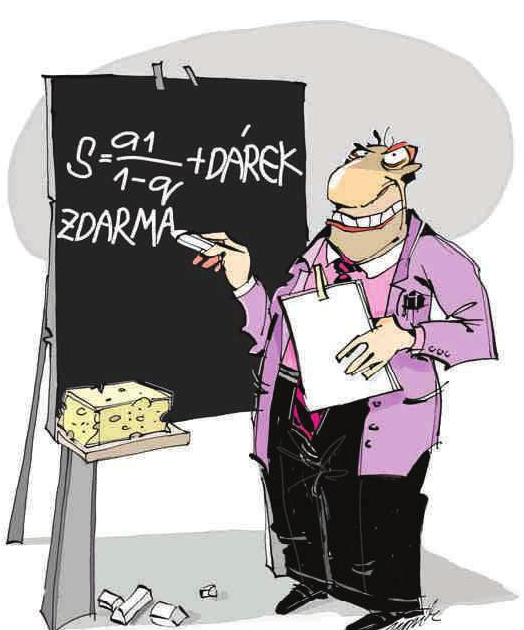 S = a1/1-q + DÁREK
ZDARMA